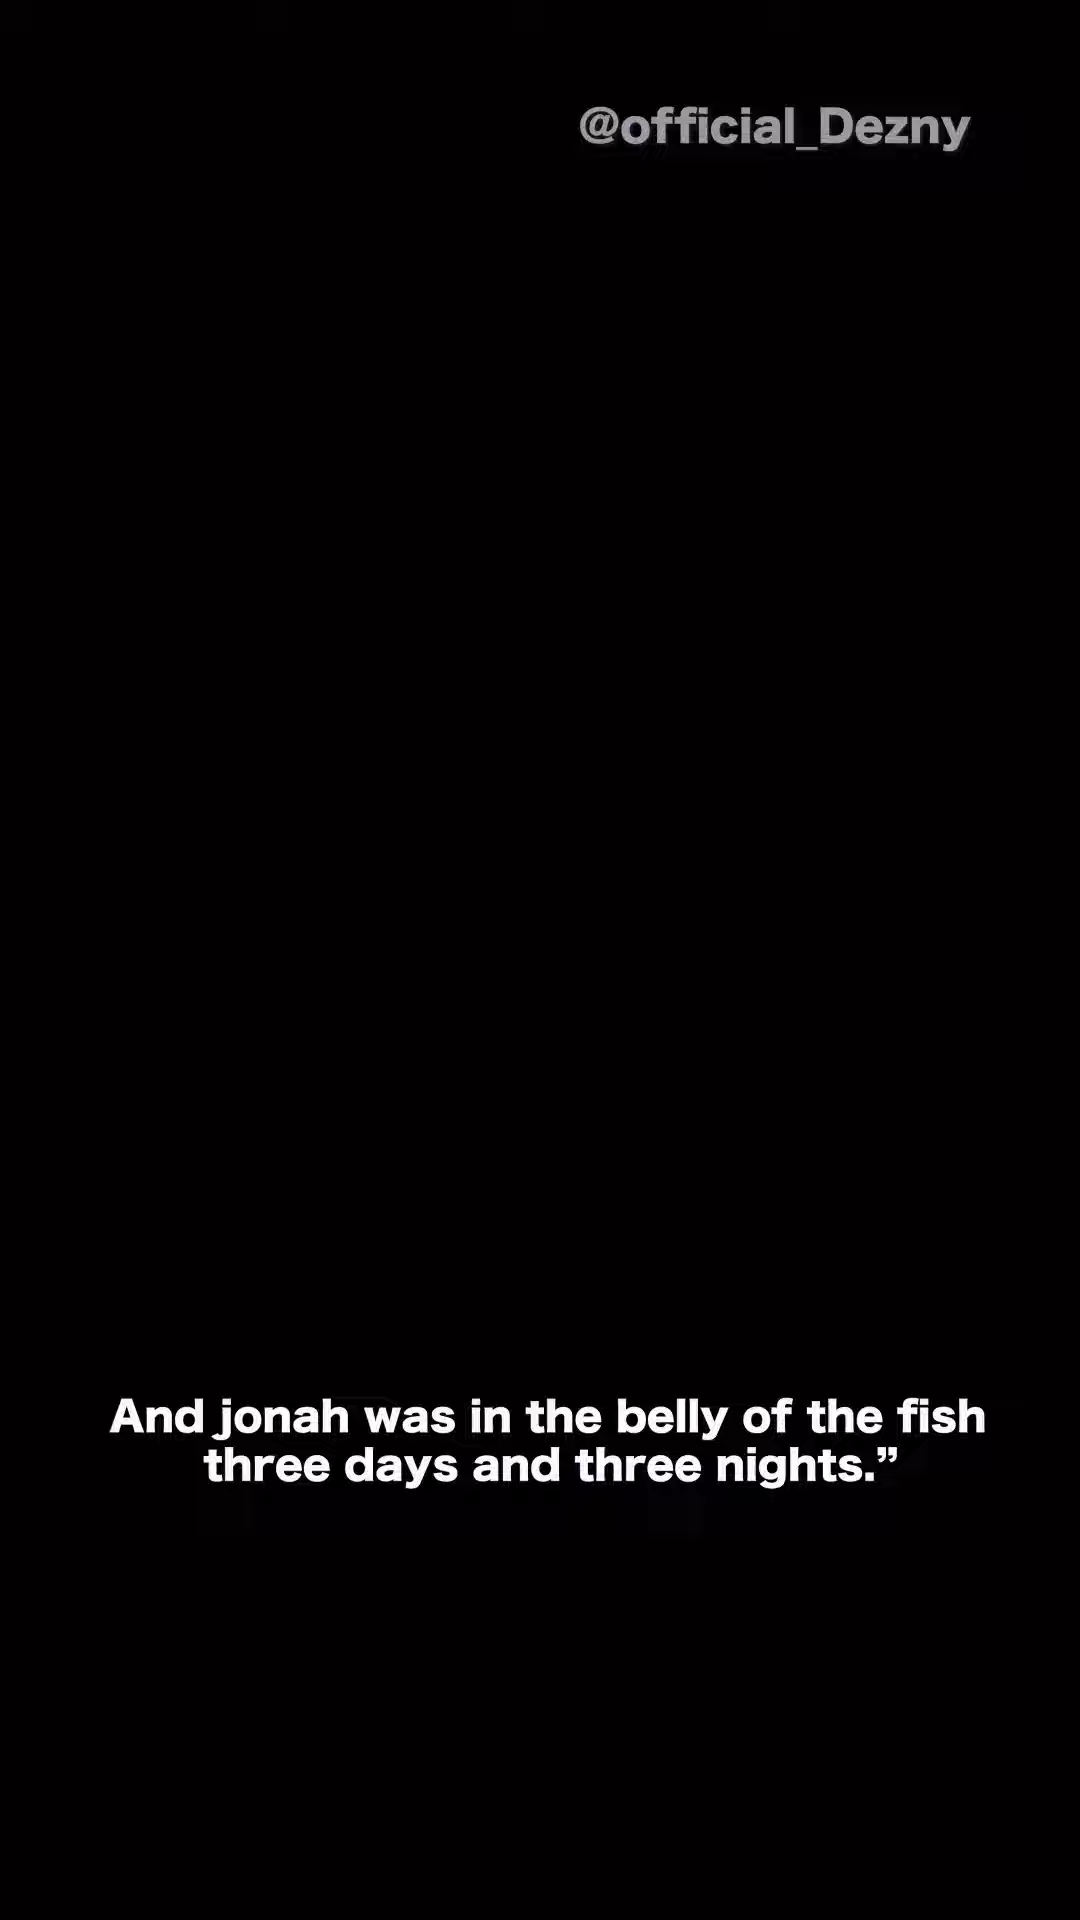 @official_Dezny
And jonah was in the belly of the fish
three days and three nights.”